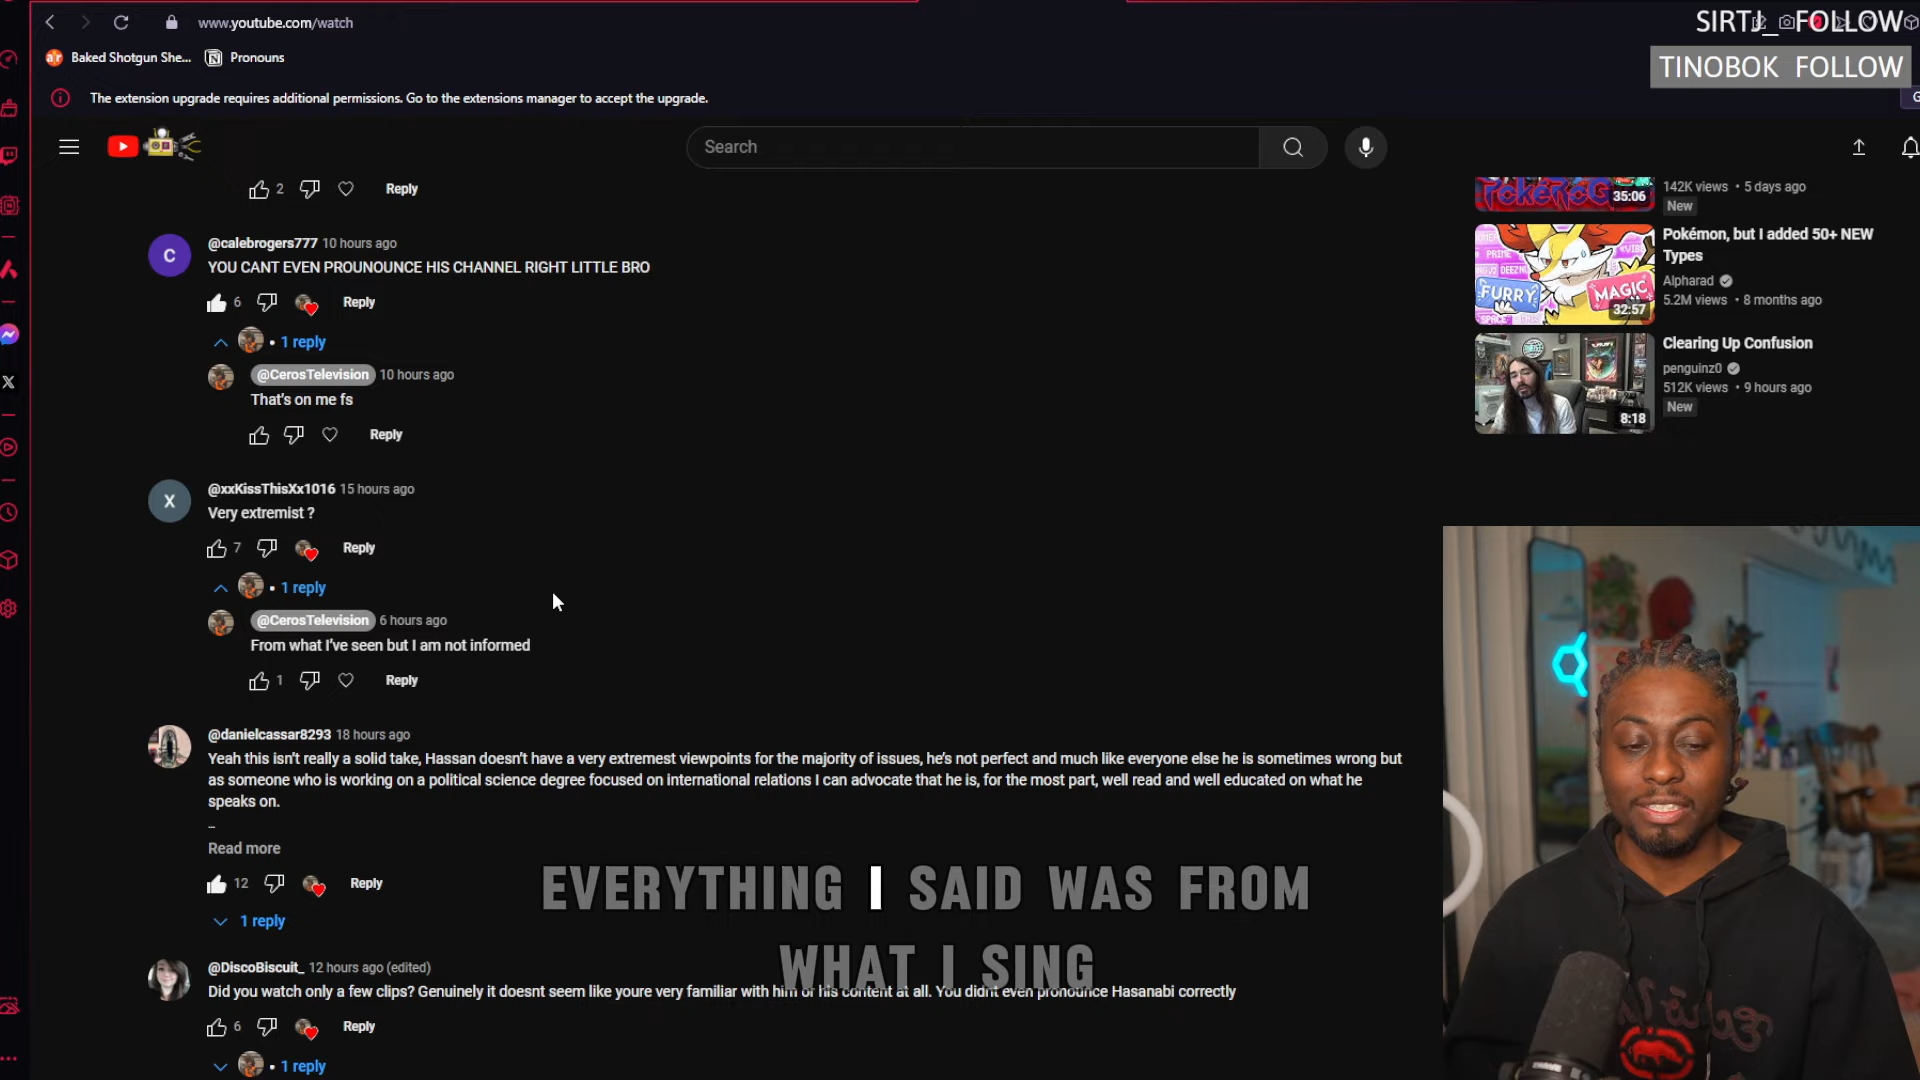 www.youtube.com/watch
SIRTJ_ FOLLOW
Baked Shotgun She...
Pronouns
TINOBOK FOLLOW
The extension upgrade requires additional permissions. Go to the extensions manager to accept the upgrade.
Search
2
Reply
@calebrogers777 10 hours ago
YOU CANT EVEN PROUNOUNCE HIS CHANNEL RIGHT LITTLE BRO
6
Reply
1 reply
@CerosTelevision 10 hours ago
That's on me fs
Reply
@xxKissThisXx1016 15 hours ago
Very extremist ?
7
Reply
1 reply
@CerosTelevision 6 hours ago
From what I've seen but I am not informed
1
Reply
@danielcassar8293 18 hours ago
Yeah this isn't really a solid take, Hassan doesn't have a very extremest viewpoints for the majority of issues, he's not perfect and much like everyone else he is sometimes wrong but
as someone who is working on a political science degree focused on international relations I can advocate that he is, for the most part, well read and well educated on what he
speaks on.
..
Read more
12
Reply
1 reply
@DiscoBiscuit_ 12 hours ago (edited)
Did you watch only a few clips? Genuinely it doesnt seem like youre very familiar with him or his content at all. You didnt even pronounce Hasanabi correctly
6
Reply
1 reply
EVERYTHING I SAID WAS FROM
WHAT I SING
35:06
142K views • 5 days ago
New
FURRY
MAGIC
32:57
Pokémon, but I added 50+ NEW
Types
Alpharad
5.2M views • 8 months ago
8:18
Clearing Up Confusion
penguinz0
512K views • 9 hours ago
New